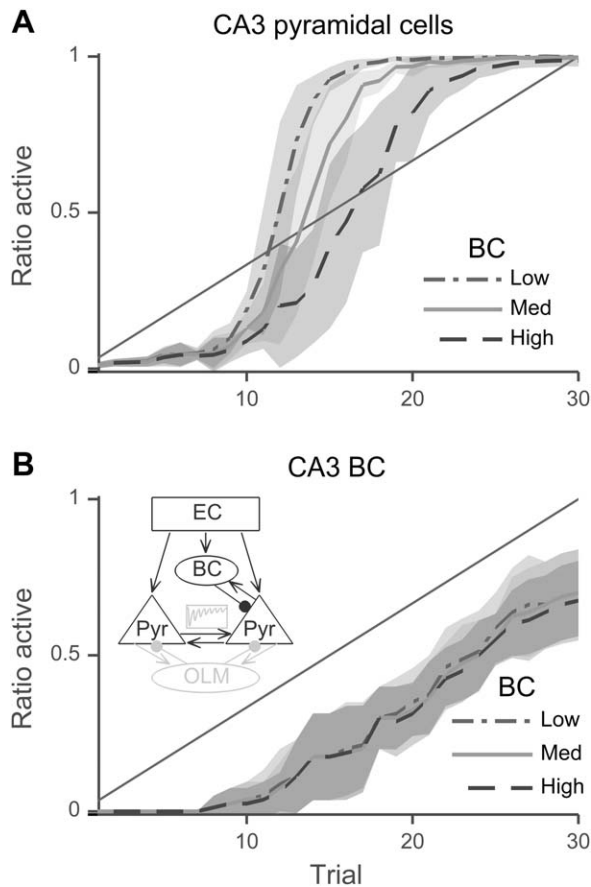 A
CA3 pyramidal cells
1
0.5
0
Ratio active
BC
Low
Med
High
10
20
30
B
CA3 BC
1
0.5
0
Ratio active
EC
BC
Pyr
Pyr
OLM
BC
Low
Med
High
10
20
30
Trial